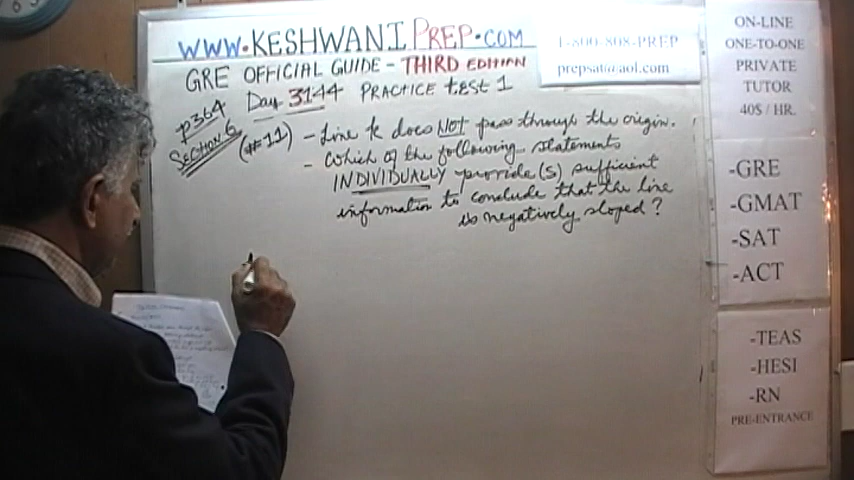 WWW.KESHWANIPREP.COM
GRE OFFICIAL GUIDE - THIRD EDITION
Day 3144 PRACTICE TEST 1
p364
SECTION 6
(#11) - Line k does NOT pass through the origin.
- Which of the following statements
INDIVIDUALLY provide(s) sufficient
information to conclude that the line
is negatively sloped?
1-800-808-PREP
prepsat@aol.com
ON-LINE
ONE-TO-ONE
PRIVATE
TUTOR
40$ / HR.
-GRE
-GMAT
-SAT
-ACT
-TEAS
-HESI
-RN
PRE-ENTRANCE